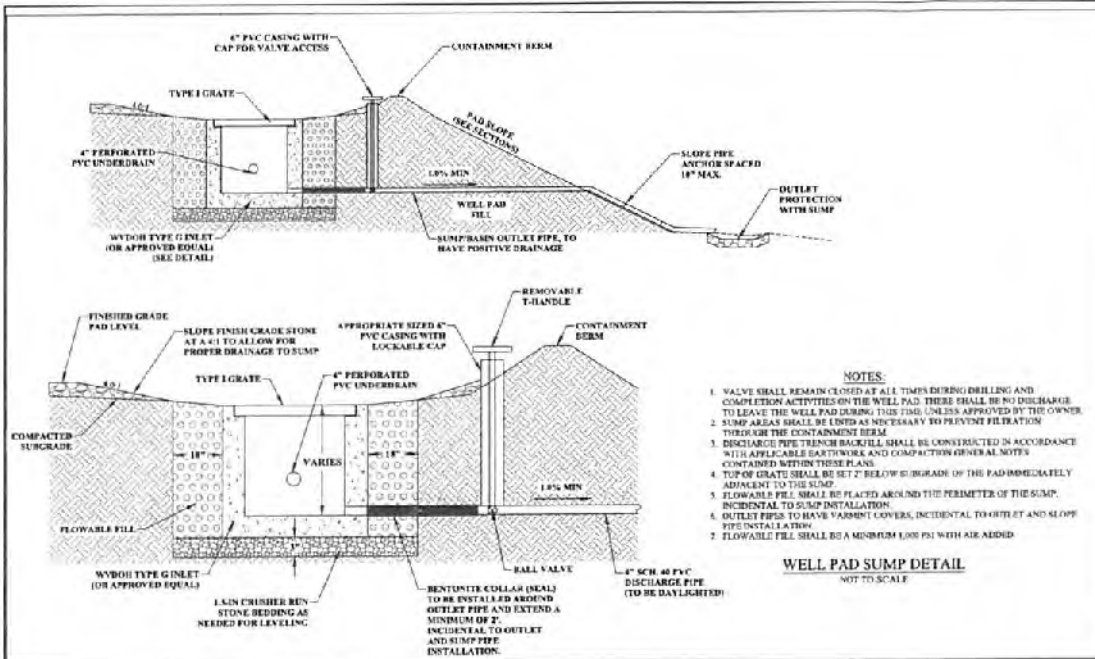 6" PVC CASING WITH
CAP FOR VALVE ACCESS
CONTAINMENT BERM
TYPE I GRATE
4" PERFORATED
PVC UNDERDRAIN
PAD SLOPE
(SEE SECTIONS)
SLOPE PIPE
ANCHOR SPACED
10" MAX.
OUTLET
PROTECTION
WITH SUMP
1.0% MIN
WELL PAD
FILL
WVDOH TYPE G INLET
(OR APPROVED EQUAL)
(SEE DETAIL)
SUMP/BASIN OUTLET PIPE, TO
HAVE POSITIVE DRAINAGE
REMOVABLE
T-HANDLE
FINISHED GRADE
PAD LEVEL
SLOPE FINISH GRADE STONE
AT A 4:1 TO ALLOW FOR
PROPER DRAINAGE TO SUMP
APPROPRIATE SIZED 6"
PVC CASING WITH
LOCKABLE CAP
CONTAINMENT
BERM
TYPE I GRATE
4" PERFORATED
PVC UNDERDRAIN
COMPACTED
SUBGRADE
18"
VARIES
18"
1.0% MIN
FLOWABLE FILL
3"
WVDOH TYPE G INLET
(OR APPROVED EQUAL)
1.5-IN CRUSHER RUN
STONE BEDDING AS
NEEDED FOR LEVELING
BENTONITE COLLAR (SEAL)
TO BE INSTALLED AROUND
OUTLET PIPE AND EXTEND A
MINIMUM OF 2'.
INCIDENTAL TO OUTLET
AND SUMP PIPE
INSTALLATION.
BALL VALVE
SCH. 40 PVC
DISCHARGE PIPE
(TO BE DAYLIGHTED)
NOTES:
1. VALVE SHALL REMAIN CLOSED AT ALL TIMES DURING DRILLING AND
COMPLETION ACTIVITIES ON THE WELL PAD. THERE SHALL BE NO DISCHARGE
TO LEAVE THE WELL PAD DURING THIS TIME UNLESS APPROVED BY THE OWNER
2. SUMP AREAS SHALL BE LINED AS NECESSARY TO PREVENT FILTRATION
THROUGH THE CONTAINMENT BERM.
3. DISCHARGE PIPE TRENCH BACKFILL SHALL BE CONSTRUCTED IN ACCORDANCE
WITH APPLICABLE EARTHWORK AND COMPACTION GENERAL NOTES
CONTAINED WITHIN THESE PLANS.
4. TOP OF GRATE SHALL BE SET 2" BELOW SUBGRADE OF THE PAD IMMEDIATELY
ADJACENT TO THE SUMP.
5. FLOWABLE FILL SHALL BE PLACED AROUND THE PERIMETER OF THE SUMP,
INCIDENTAL TO SUMP INSTALLATION.
6. OUTLET PIPES TO HAVE VARMINT COVERS, INCIDENTAL TO OUTLET AND SLOPE
PIPE INSTALLATION.
7. FLOWABLE FILL SHALL BE A MINIMUM 1,000 PSI WITH AIR ADDED
WELL PAD SUMP DETAIL
NOT TO SCALE